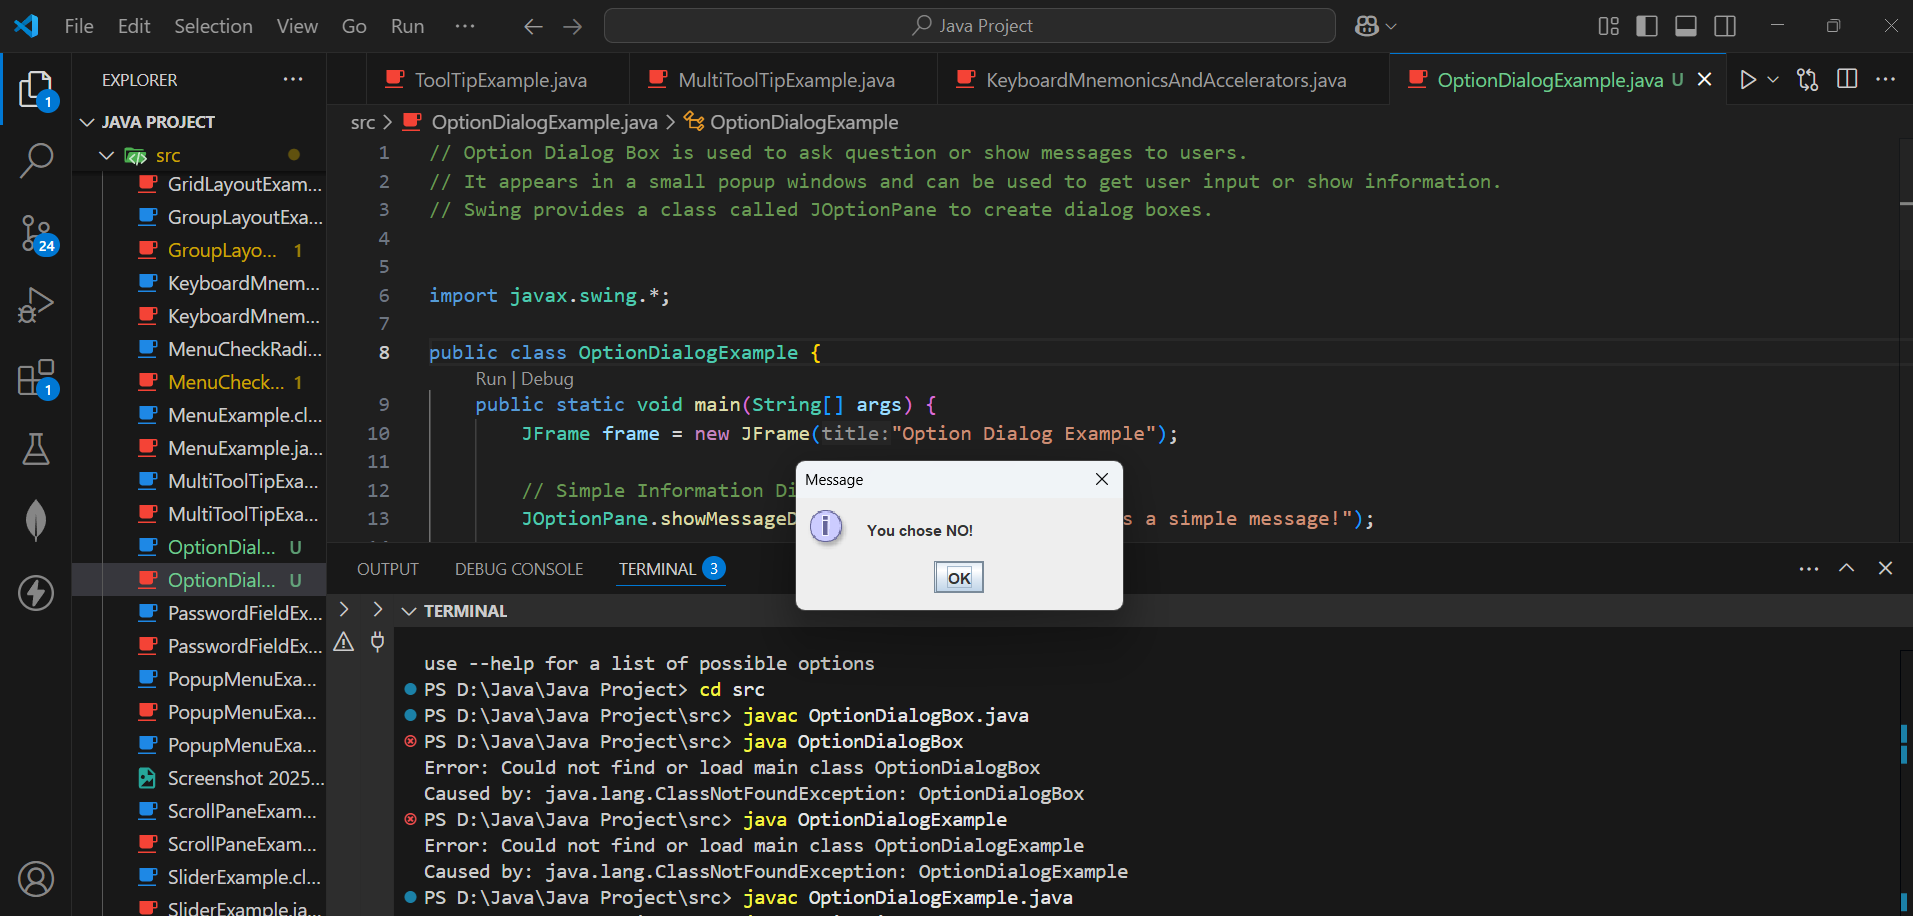 File Edit Selection View Go Run ··· Java Project
EXPLORER ···
JAVA PROJECT
src
GridLayoutExam...
GroupLayoutExa...
GroupLayo... 1
KeyboardMnem...
KeyboardMnem...
MenuCheckRadi...
MenuCheck... 1
MenuExample.cl...
MenuExample.ja...
MultiToolTipExa...
MultiToolTipExa...
OptionDial... U
OptionDial... U
PasswordFieldEx...
PasswordFieldEx...
PopupMenuExa...
PopupMenuExa...
PopupMenuExa...
Screenshot 2025...
ScrollPaneExam...
ScrollPaneExam...
SliderExample.cl...
SliderExample.ja...
1
24
1
ToolTipExample.java MultiToolTipExample.java KeyboardMnemonicsAndAccelerators.java OptionDialogExample.java U
src > OptionDialogExample.java > OptionDialogExample
1 // Option Dialog Box is used to ask question or show messages to users.
2 // It appears in a small popup windows and can be used to get user input or show information.
3 // Swing provides a class called JOptionPane to create dialog boxes.
4
5
6 import javax.swing.*;
7
8 public class OptionDialogExample {
Run | Debug
9 public static void main(String[] args) {
10 JFrame frame = new JFrame(title:"Option Dialog Example");
11
12 // Simple Information Di
13 JOptionPane.showMessageD s a simple message!");
Message
You chose NO!
OK
OUTPUT DEBUG CONSOLE TERMINAL 3 ···
TERMINAL
use --help for a list of possible options
PS D:\Java\Java Project> cd src
PS D:\Java\Java Project\src> javac OptionDialogBox.java
PS D:\Java\Java Project\src> java OptionDialogBox
Error: Could not find or load main class OptionDialogBox
Caused by: java.lang.ClassNotFoundException: OptionDialogBox
PS D:\Java\Java Project\src> java OptionDialogExample
Error: Could not find or load main class OptionDialogExample
Caused by: java.lang.ClassNotFoundException: OptionDialogExample
PS D:\Java\Java Project\src> javac OptionDialogExample.java